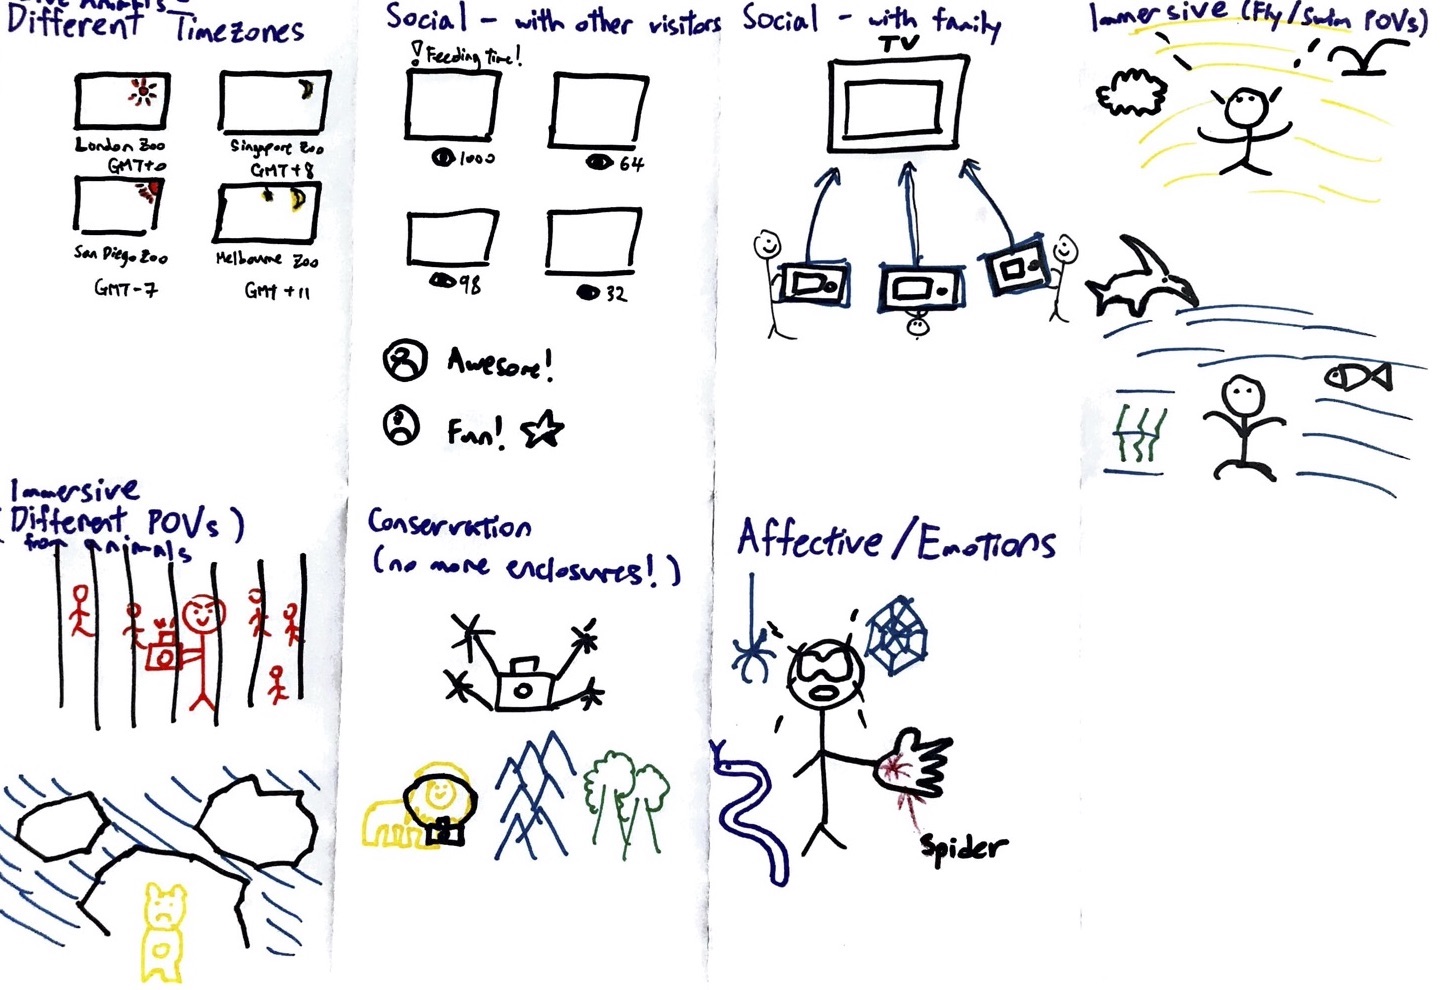 Live Animals -
Different Timezones
London Zoo
GMT+0
Singapore Zoo
GMT+8
San Diego Zoo
GMT-7
Melbourne Zoo
GMT +11
Social - with other visitors
! Feeding time!
1000
64
98
32
Awesome!
Fun!
Social - with family
TV
Immersive (Fly/Swim POVs)
Immersive
(Different POVs)
from animals
Conservation
(no more enclosures!)
Affective/Emotions
Spider